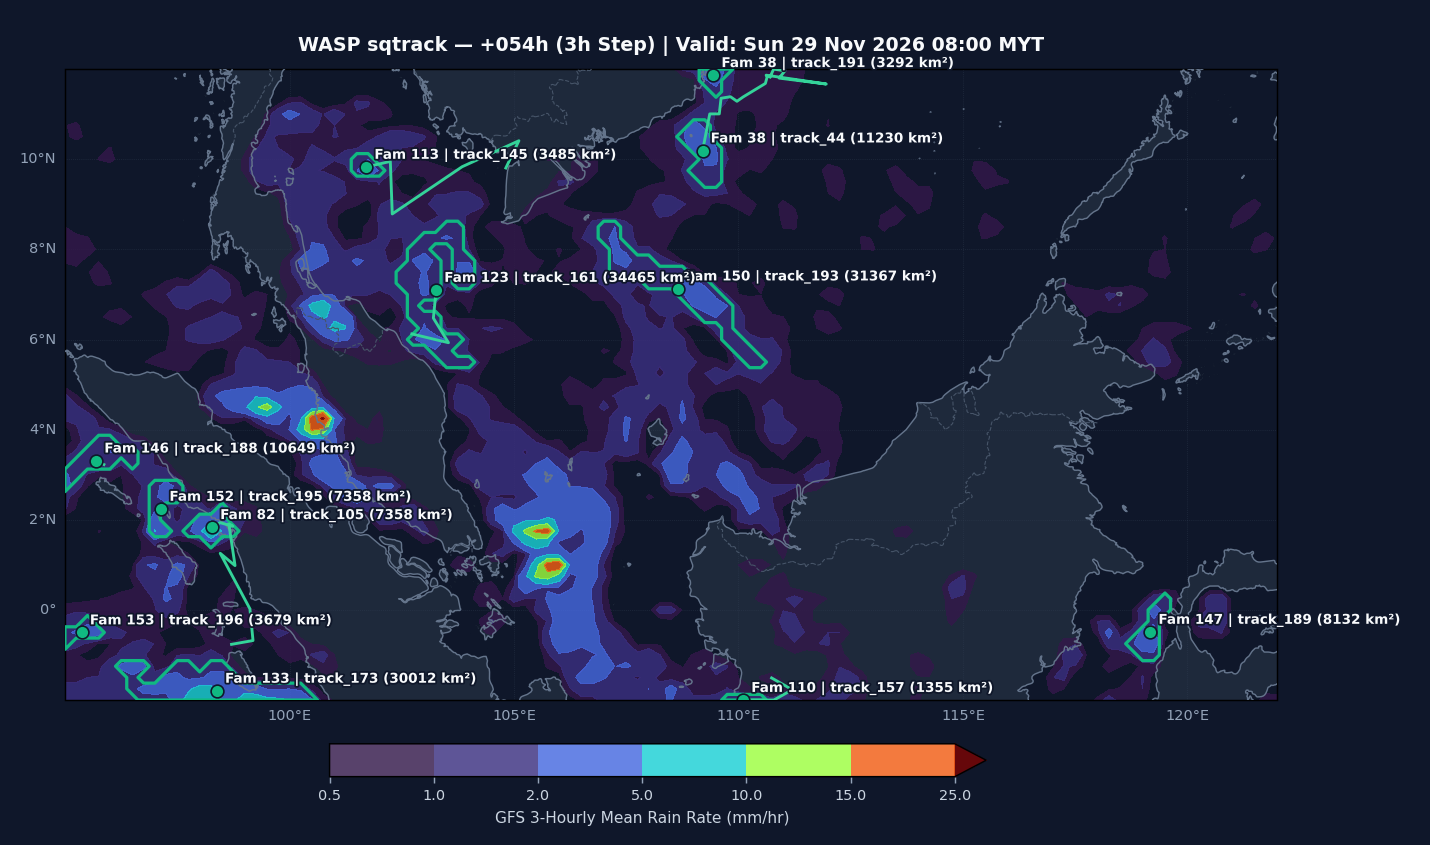 WASP sqtrack — +054h (3h Step) | Valid: Sun 29 Nov 2026 08:00 MYT
Fam 38 | track_191 (3292 km²)
Fam 38 | track_44 (11230 km²)
Fam 113 | track_145 (3485 km²)
10°N
8°N
Fam 123 | track_161 (34465 km²)
am 150 | track_193 (31367 km²)
6°N
4°N
Fam 146 | track_188 (10649 km²)
Fam 152 | track_195 (7358 km²)
Fam 82 | track_105 (7358 km²)
2°N
0°
Fam 153 | track_196 (3679 km²)
Fam 147 | track_189 (8132 km²)
Fam 133 | track_173 (30012 km²)
Fam 110 | track_157 (1355 km²)
100°E 105°E 110°E 115°E 120°E
0.5 1.0 2.0 5.0 10.0 15.0 25.0
GFS 3-Hourly Mean Rain Rate (mm/hr)